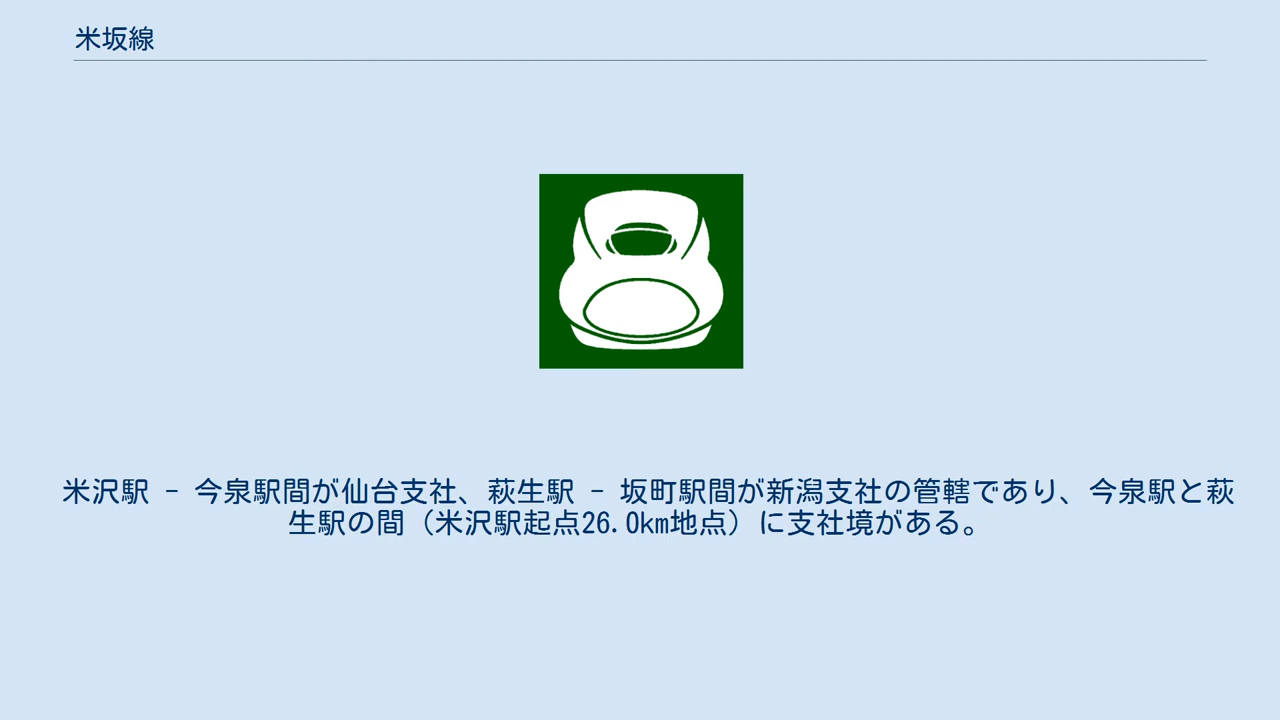 米坂線
米沢駅 - 今泉駅間が仙台支社、萩生駅 - 坂町駅間が新潟支社の管轄であり、今泉駅と萩
生駅の間（米沢駅起点26.0km地点）に支社境がある。